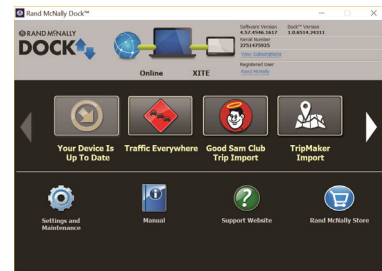 Rand McNally Dock™
RAND MCNALLY
DOCK
Online
XITE
Software Version
4.57.4546.1617
Dock™ Version
1.0.6514.24311
Serial Number
2751475925
View Subscriptions
Registered User
Rand McNally
Your Device Is
Up To Date
Traffic Everywhere
Good Sam Club
Trip Import
TripMaker
Import
Settings and
Maintenance
Manual
Support Website
Rand McNally Store